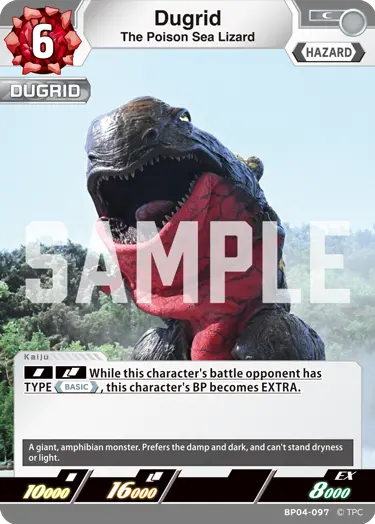 6
Dugrid
The Poison Sea Lizard
HAZARD
DUGRID
SAMPLE
Kaiju
While this character's battle opponent has
TYPE BASIC, this character's BP becomes EXTRA.
A giant, amphibian monster. Prefers the damp and dark, and can't stand dryness
or light.
EX
10000 16000 8000
BP04-097 © TPC